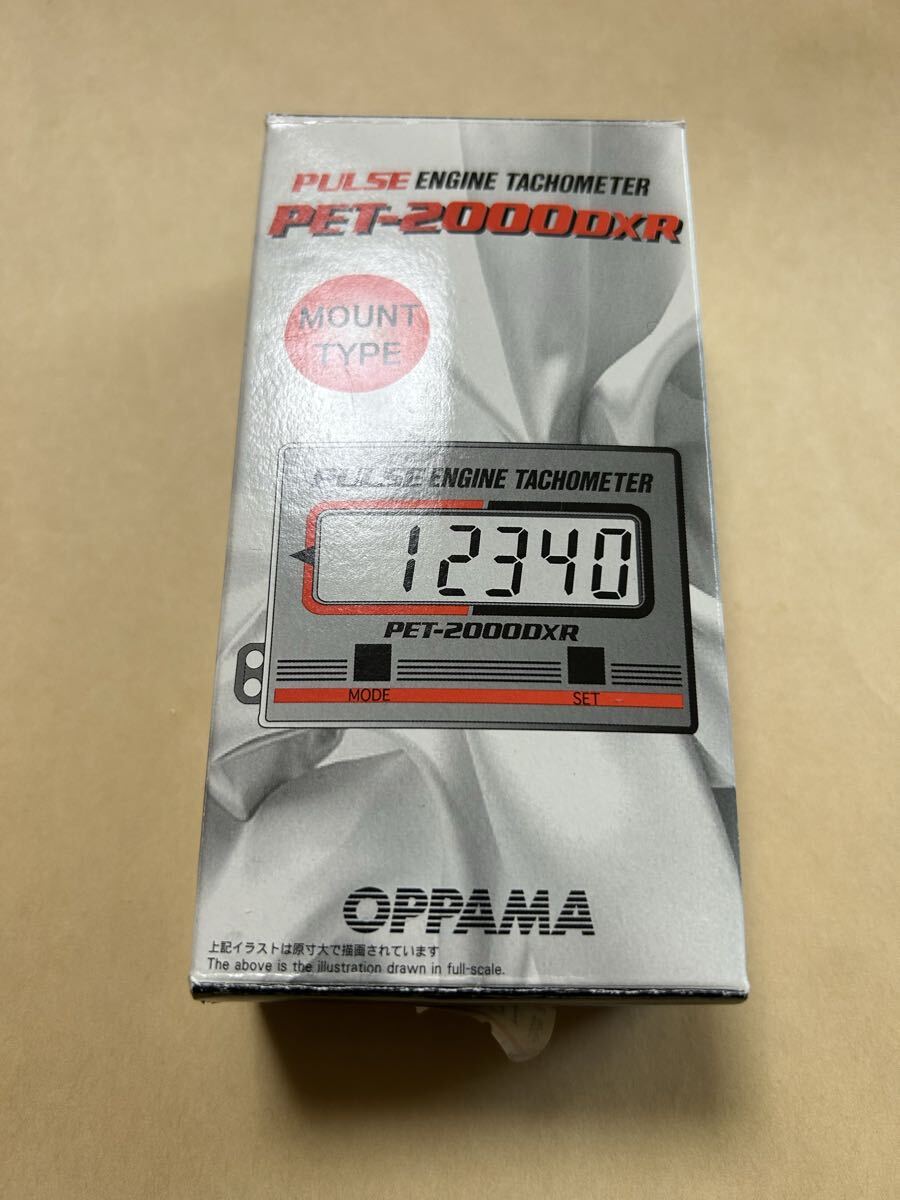 PULSE ENGINE TACHOMETER
PET-2000DXR
MOUNT
TYPE
PULSE ENGINE TACHOMETER
12340
PET-2000DXR
MODE SET
OPPAMA
上記イラストは原寸大で描画されています
The above is the illustration drawn in full-scale.